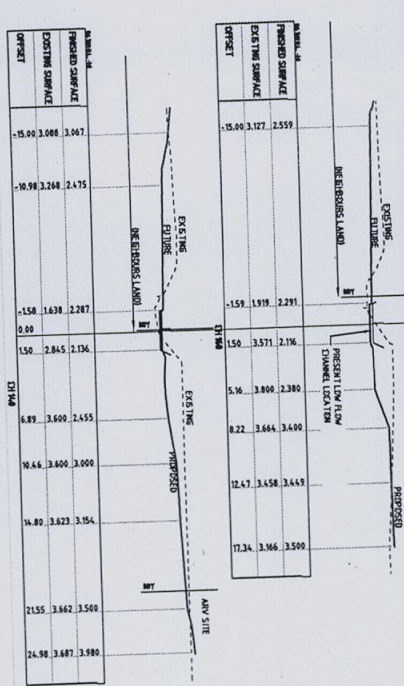 EXISTING
PROPOSED
FUTURE
BDY
(NEIGHBOURS LAND)
PRESENT LOW FLOW
CHANNEL LOCATION
FINISHED SURFACE 2.559 2.291 2.116 2.380 3.400 3.449 3.500
EXISTING SURFACE 3.127 1.919 3.571 3.800 3.664 3.458 3.166
OFFSET -15.00 -1.59 1.50 5.16 8.22 12.47 17.34
CH 160
ARV SITE
EXISTING
EXISTING
FUTURE
PROPOSED
BDY
BDY
(NEIGHBOURS LAND)
FINISHED SURFACE 3.067 2.475 2.287 2.136 2.455 3.000 3.154 3.500 3.980
EXISTING SURFACE 3.088 3.268 1.638 2.845 3.600 3.600 3.623 3.662 3.687
OFFSET -15.00 -10.98 -1.58 0.00 1.50 6.89 10.46 14.80 21.55 24.98
CH 140